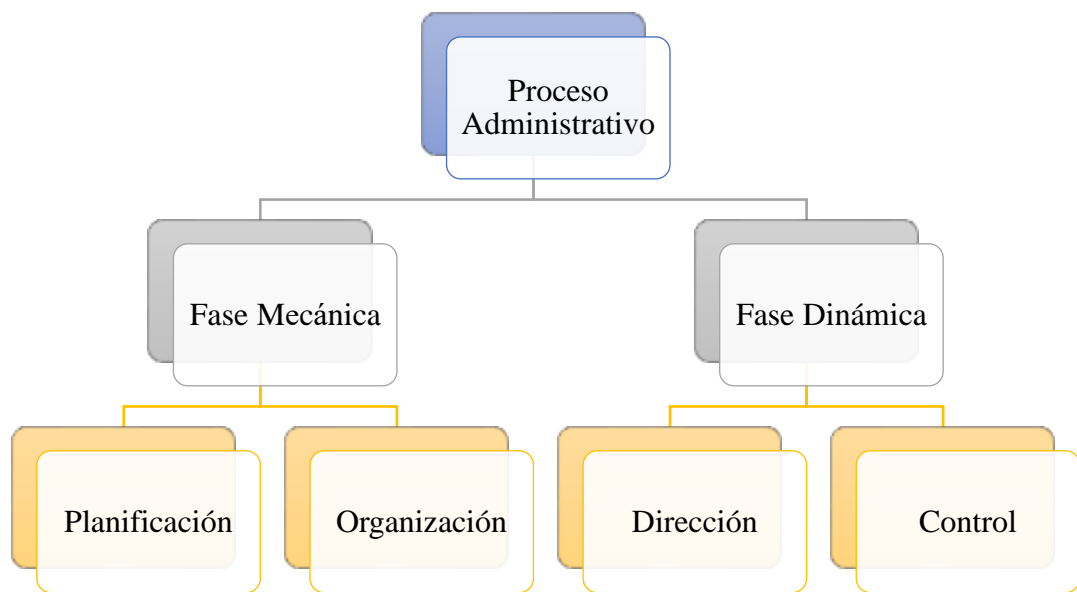 Proceso
Administrativo
Fase Mecánica
Fase Dinámica
Planificación
Organización
Dirección
Control